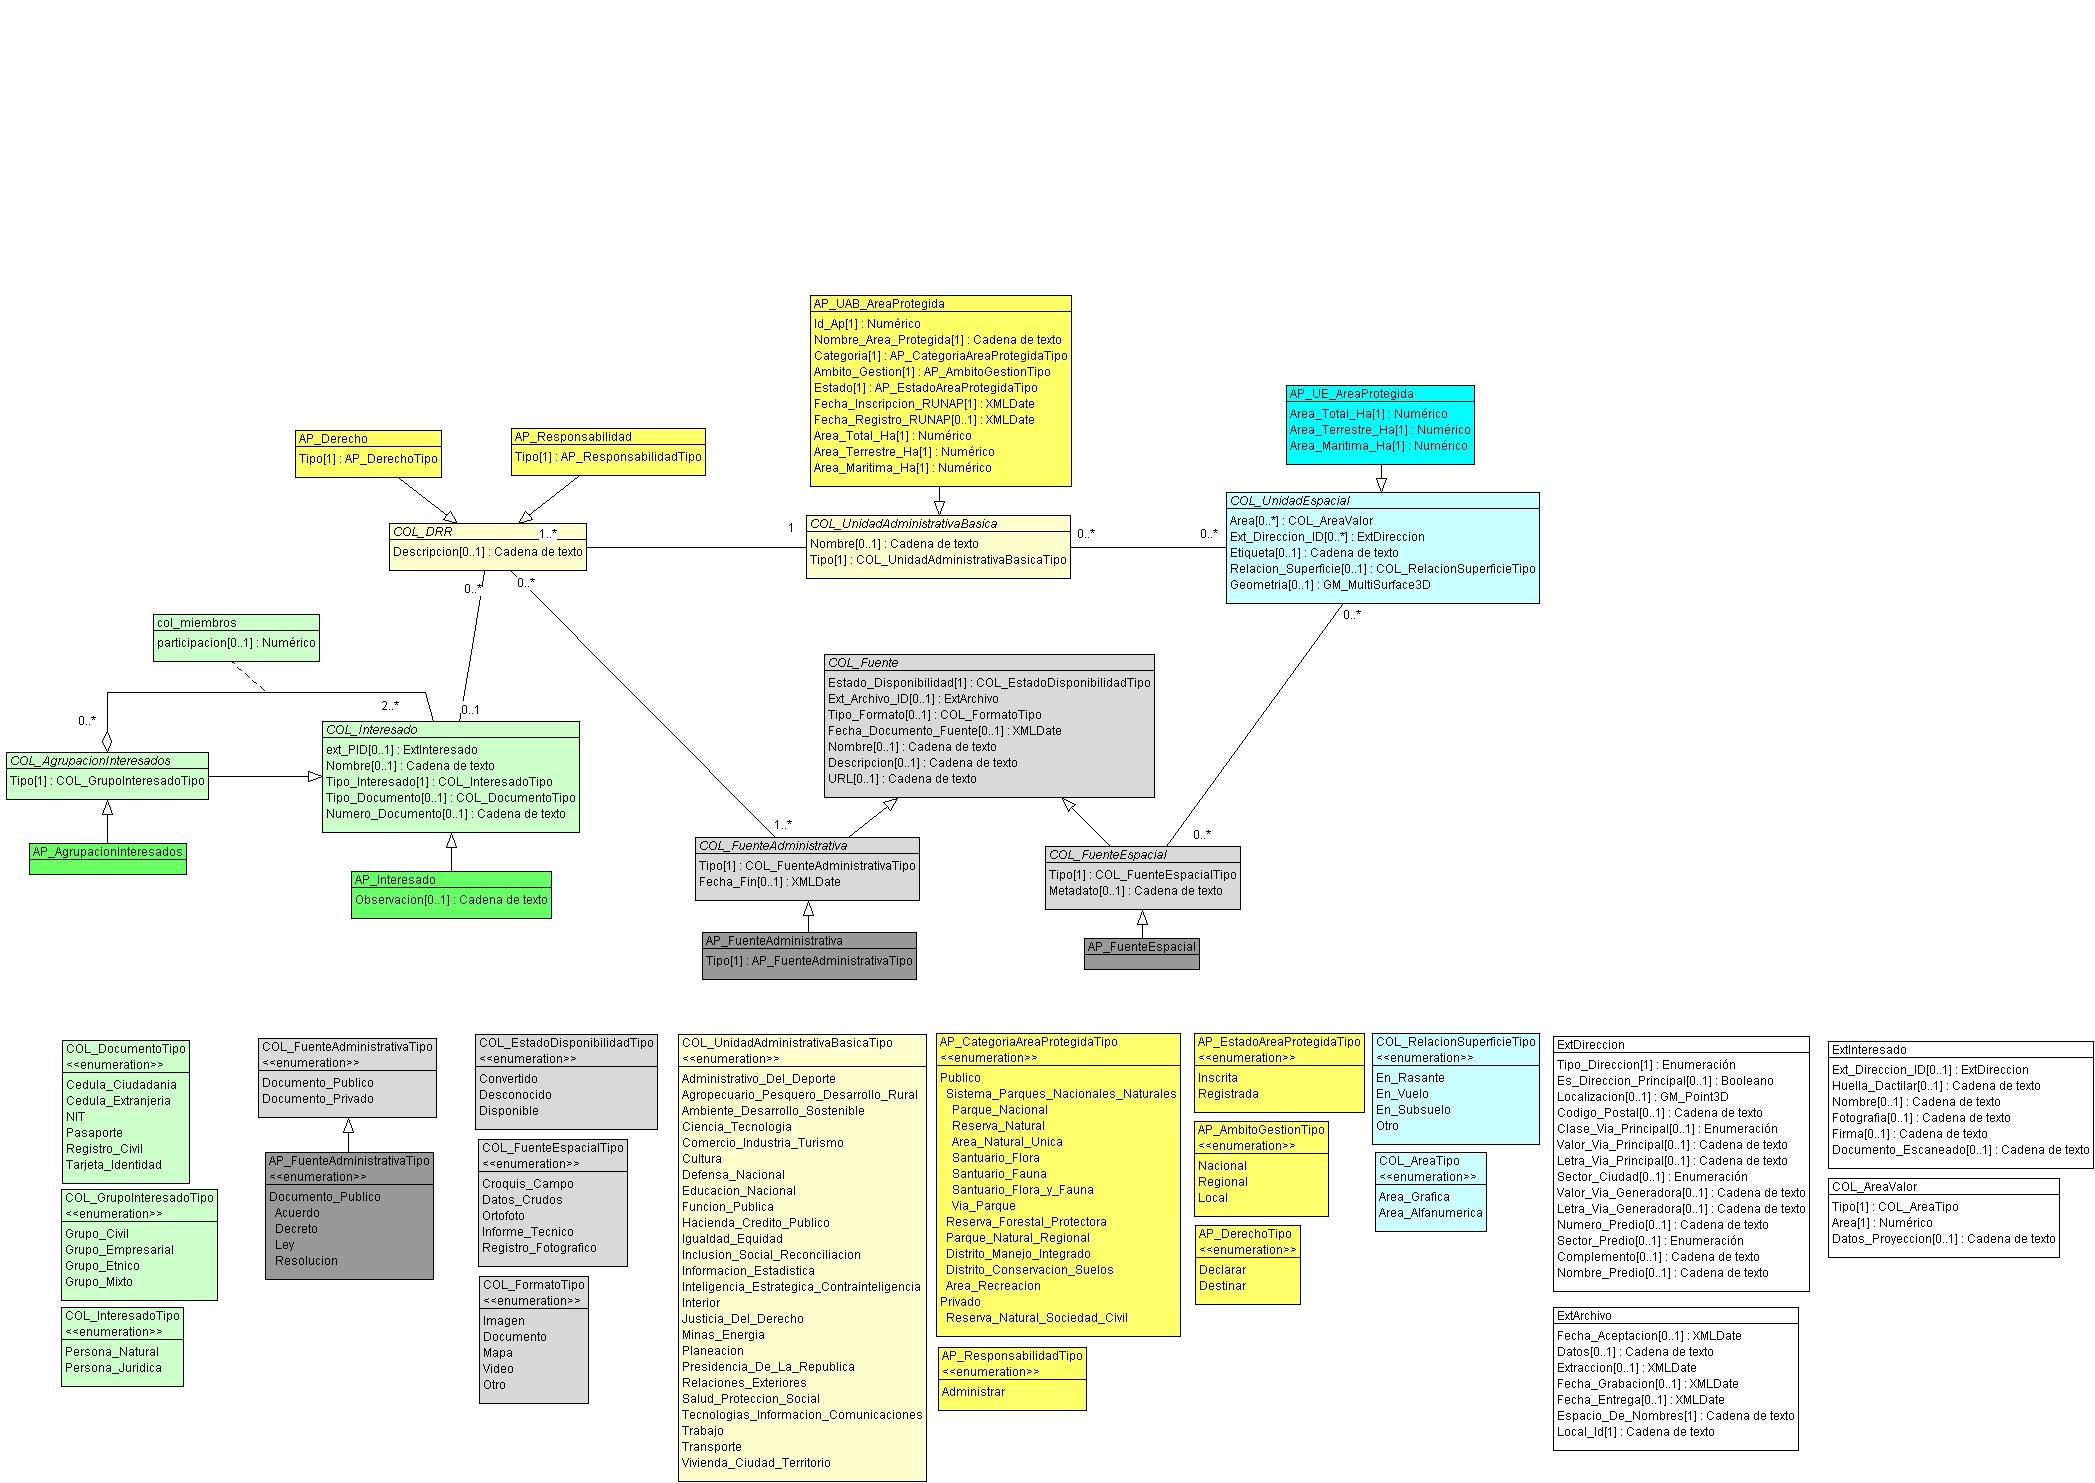 AP_UAB_AreaProtegida
Id_Ap[1] : Numérico
Nombre_Area_Protegida[1] : Cadena de texto
Categoria[1] : AP_CategoriaAreaProtegidaTipo
Ambito_Gestion[1] : AP_AmbitoGestionTipo
Estado[1] : AP_EstadoAreaProtegidaTipo
Fecha_Inscripcion_RUNAP[1] : XMLDate
Fecha_Registro_RUNAP[0..1] : XMLDate
Area_Total_Ha[1] : Numérico
Area_Terrestre_Ha[1] : Numérico
Area_Maritima_Ha[1] : Numérico
AP_UE_AreaProtegida
Area_Total_Ha[1] : Numérico
Area_Terrestre_Ha[1] : Numérico
Area_Maritima_Ha[1] : Numérico
AP_Derecho
Tipo[1] : AP_DerechoTipo
AP_Responsabilidad
Tipo[1] : AP_ResponsabilidadTipo
COL_DRR
Descripcion[0..1] : Cadena de texto
1..*
1
COL_UnidadAdministrativaBasica
Nombre[0..1] : Cadena de texto
Tipo[1] : COL_UnidadAdministrativaBasicaTipo
0..*
0..*
COL_UnidadEspacial
Area[0..*] : COL_AreaValor
Ext_Direccion_ID[0..*] : ExtDireccion
Etiqueta[0..1] : Cadena de texto
Relacion_Superficie[0..1] : COL_RelacionSuperficieTipo
Geometria[0..1] : GM_MultiSurface3D
0..*
0..*
0..*
col_miembros
participacion[0..1] : Numérico
0..*
2..*
0..1
COL_AgrupacionInteresados
Tipo[1] : COL_GrupoInteresadoTipo
COL_Interesado
ext_PID[0..1] : ExtInteresado
Nombre[0..1] : Cadena de texto
Tipo_Interesado[1] : COL_InteresadoTipo
Tipo_Documento[0..1] : COL_DocumentoTipo
Numero_Documento[0..1] : Cadena de texto
AP_AgrupacionInteresados
AP_Interesado
Observacion[0..1] : Cadena de texto
COL_Fuente
Estado_Disponibilidad[1] : COL_EstadoDisponibilidadTipo
Ext_Archivo_ID[0..1] : ExtArchivo
Tipo_Formato[0..1] : COL_FormatoTipo
Fecha_Documento_Fuente[0..1] : XMLDate
Nombre[0..1] : Cadena de texto
Descripcion[0..1] : Cadena de texto
URL[0..1] : Cadena de texto
1..*
0..*
COL_FuenteAdministrativa
Tipo[1] : COL_FuenteAdministrativaTipo
Fecha_Fin[0..1] : XMLDate
COL_FuenteEspacial
Tipo[1] : COL_FuenteEspacialTipo
Metadato[0..1] : Cadena de texto
AP_FuenteAdministrativa
Tipo[1] : AP_FuenteAdministrativaTipo
AP_FuenteEspacial
COL_DocumentoTipo
<<enumeration>>
Cedula_Ciudadania
Cedula_Extranjeria
NIT
Pasaporte
Registro_Civil
Tarjeta_Identidad
COL_GrupoInteresadoTipo
<<enumeration>>
Grupo_Civil
Grupo_Empresarial
Grupo_Etnico
Grupo_Mixto
COL_InteresadoTipo
<<enumeration>>
Persona_Natural
Persona_Juridica
COL_FuenteAdministrativaTipo
<<enumeration>>
Documento_Publico
Documento_Privado
AP_FuenteAdministrativaTipo
<<enumeration>>
Documento_Publico
Acuerdo
Decreto
Ley
Resolucion
COL_EstadoDisponibilidadTipo
<<enumeration>>
Convertido
Desconocido
Disponible
COL_FuenteEspacialTipo
<<enumeration>>
Croquis_Campo
Datos_Crudos
Ortofoto
Informe_Tecnico
Registro_Fotografico
COL_FormatoTipo
<<enumeration>>
Imagen
Documento
Mapa
Video
Otro
COL_UnidadAdministrativaBasicaTipo
<<enumeration>>
Administrativo_Del_Deporte
Agropecuario_Pesquero_Desarrollo_Rural
Ambiente_Desarrollo_Sostenible
Ciencia_Tecnologia
Comercio_Industria_Turismo
Cultura
Defensa_Nacional
Educacion_Nacional
Funcion_Publica
Hacienda_Credito_Publico
Igualdad_Equidad
Inclusion_Social_Reconciliacion
Informacion_Estadistica
Inteligencia_Estrategica_Contrainteligencia
Interior
Justicia_Del_Derecho
Minas_Energia
Planeacion
Presidencia_De_La_Republica
Relaciones_Exteriores
Salud_Proteccion_Social
Tecnologias_Informacion_Comunicaciones
Trabajo
Transporte
Vivienda_Ciudad_Territorio
AP_CategoriaAreaProtegidaTipo
<<enumeration>>
Publico
Sistema_Parques_Nacionales_Naturales
Parque_Nacional
Reserva_Natural
Area_Natural_Unica
Santuario_Flora
Santuario_Fauna
Santuario_Flora_y_Fauna
Via_Parque
Reserva_Forestal_Protectora
Parque_Natural_Regional
Distrito_Manejo_Integrado
Distrito_Conservacion_Suelos
Area_Recreacion
Privado
Reserva_Natural_Sociedad_Civil
AP_ResponsabilidadTipo
<<enumeration>>
Administrar
AP_EstadoAreaProtegidaTipo
<<enumeration>>
Inscrita
Registrada
AP_AmbitoGestionTipo
<<enumeration>>
Nacional
Regional
Local
AP_DerechoTipo
<<enumeration>>
Declarar
Destinar
COL_RelacionSuperficieTipo
<<enumeration>>
En_Rasante
En_Vuelo
En_Subsuelo
Otro
COL_AreaTipo
<<enumeration>>
Area_Grafica
Area_Alfanumerica
ExtDireccion
Tipo_Direccion[1] : Enumeración
Es_Direccion_Principal[0..1] : Booleano
Localizacion[0..1] : GM_Point3D
Codigo_Postal[0..1] : Cadena de texto
Clase_Via_Principal[0..1] : Enumeración
Valor_Via_Principal[0..1] : Cadena de texto
Letra_Via_Principal[0..1] : Cadena de texto
Sector_Ciudad[0..1] : Enumeración
Valor_Via_Generadora[0..1] : Cadena de texto
Letra_Via_Generadora[0..1] : Cadena de texto
Numero_Predio[0..1] : Cadena de texto
Sector_Predio[0..1] : Enumeración
Complemento[0..1] : Cadena de texto
Nombre_Predio[0..1] : Cadena de texto
ExtArchivo
Fecha_Aceptacion[0..1] : XMLDate
Datos[0..1] : Cadena de texto
Extraccion[0..1] : XMLDate
Fecha_Grabacion[0..1] : XMLDate
Fecha_Entrega[0..1] : XMLDate
Espacio_De_Nombres[1] : Cadena de texto
Local_Id[1] : Cadena de texto
ExtInteresado
Ext_Direccion_ID[0..1] : ExtDireccion
Huella_Dactilar[0..1] : Cadena de texto
Nombre[0..1] : Cadena de texto
Fotografia[0..1] : Cadena de texto
Firma[0..1] : Cadena de texto
Documento_Escaneado[0..1] : Cadena de texto
COL_AreaValor
Tipo[1] : COL_AreaTipo
Area[1] : Numérico
Datos_Proyeccion[0..1] : Cadena de texto